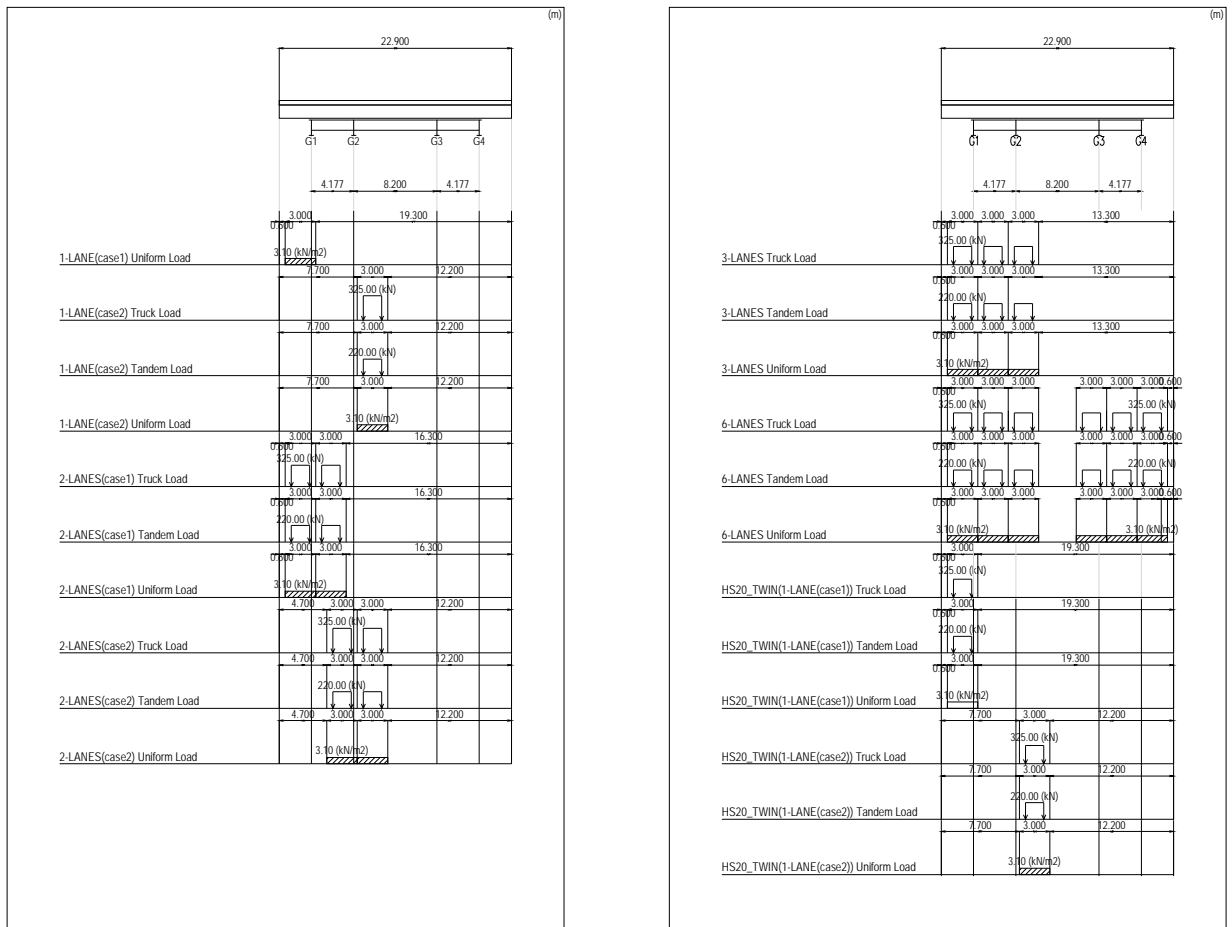 (m)
22.900
G1 G2 G3 G4
4.177 8.200 4.177
3.000 19.300
0.600
3.10 (kN/m2)
1-LANE(case1) Uniform Load
7.700 3.000 12.200
325.00 (kN)
1-LANE(case2) Truck Load
7.700 3.000 12.200
220.00 (kN)
1-LANE(case2) Tandem Load
7.700 3.000 12.200
3.10 (kN/m2)
1-LANE(case2) Uniform Load
3.000 3.000 16.300
0.600
325.00 (kN)
2-LANES(case1) Truck Load
3.000 3.000 16.300
0.600
220.00 (kN)
2-LANES(case1) Tandem Load
3.000 3.000 16.300
0.600
3.10 (kN/m2)
2-LANES(case1) Uniform Load
4.700 3.000 3.000 12.200
325.00 (kN)
2-LANES(case2) Truck Load
4.700 3.000 3.000 12.200
220.00 (kN)
2-LANES(case2) Tandem Load
4.700 3.000 3.000 12.200
3.10 (kN/m2)
2-LANES(case2) Uniform Load
(m)
22.900
G1 G2 G3 G4
4.177 8.200 4.177
3.000 3.000 3.000 13.300
0.600
325.00 (kN)
3-LANES Truck Load
3.000 3.000 3.000 13.300
0.600
220.00 (kN)
3-LANES Tandem Load
3.000 3.000 3.000 13.300
0.600
3.10 (kN/m2)
3-LANES Uniform Load
3.000 3.000 3.000 3.000 3.000 3.000 0.600
0.600
325.00 (kN) 325.00 (kN)
6-LANES Truck Load
3.000 3.000 3.000 3.000 3.000 3.000 0.600
0.600
220.00 (kN) 220.00 (kN)
6-LANES Tandem Load
3.000 3.000 3.000 3.000 3.000 3.000 0.600
0.600
3.10 (kN/m2) 3.10 (kN/m2)
6-LANES Uniform Load
3.000 19.300
0.600
325.00 (kN)
HS20_TWIN(1-LANE(case1)) Truck Load
3.000 19.300
0.600
220.00 (kN)
HS20_TWIN(1-LANE(case1)) Tandem Load
3.000 19.300
0.600
3.10 (kN/m2)
HS20_TWIN(1-LANE(case1)) Uniform Load
7.700 3.000 12.200
325.00 (kN)
HS20_TWIN(1-LANE(case2)) Truck Load
7.700 3.000 12.200
220.00 (kN)
HS20_TWIN(1-LANE(case2)) Tandem Load
7.700 3.000 12.200
3.10 (kN/m2)
HS20_TWIN(1-LANE(case2)) Uniform Load